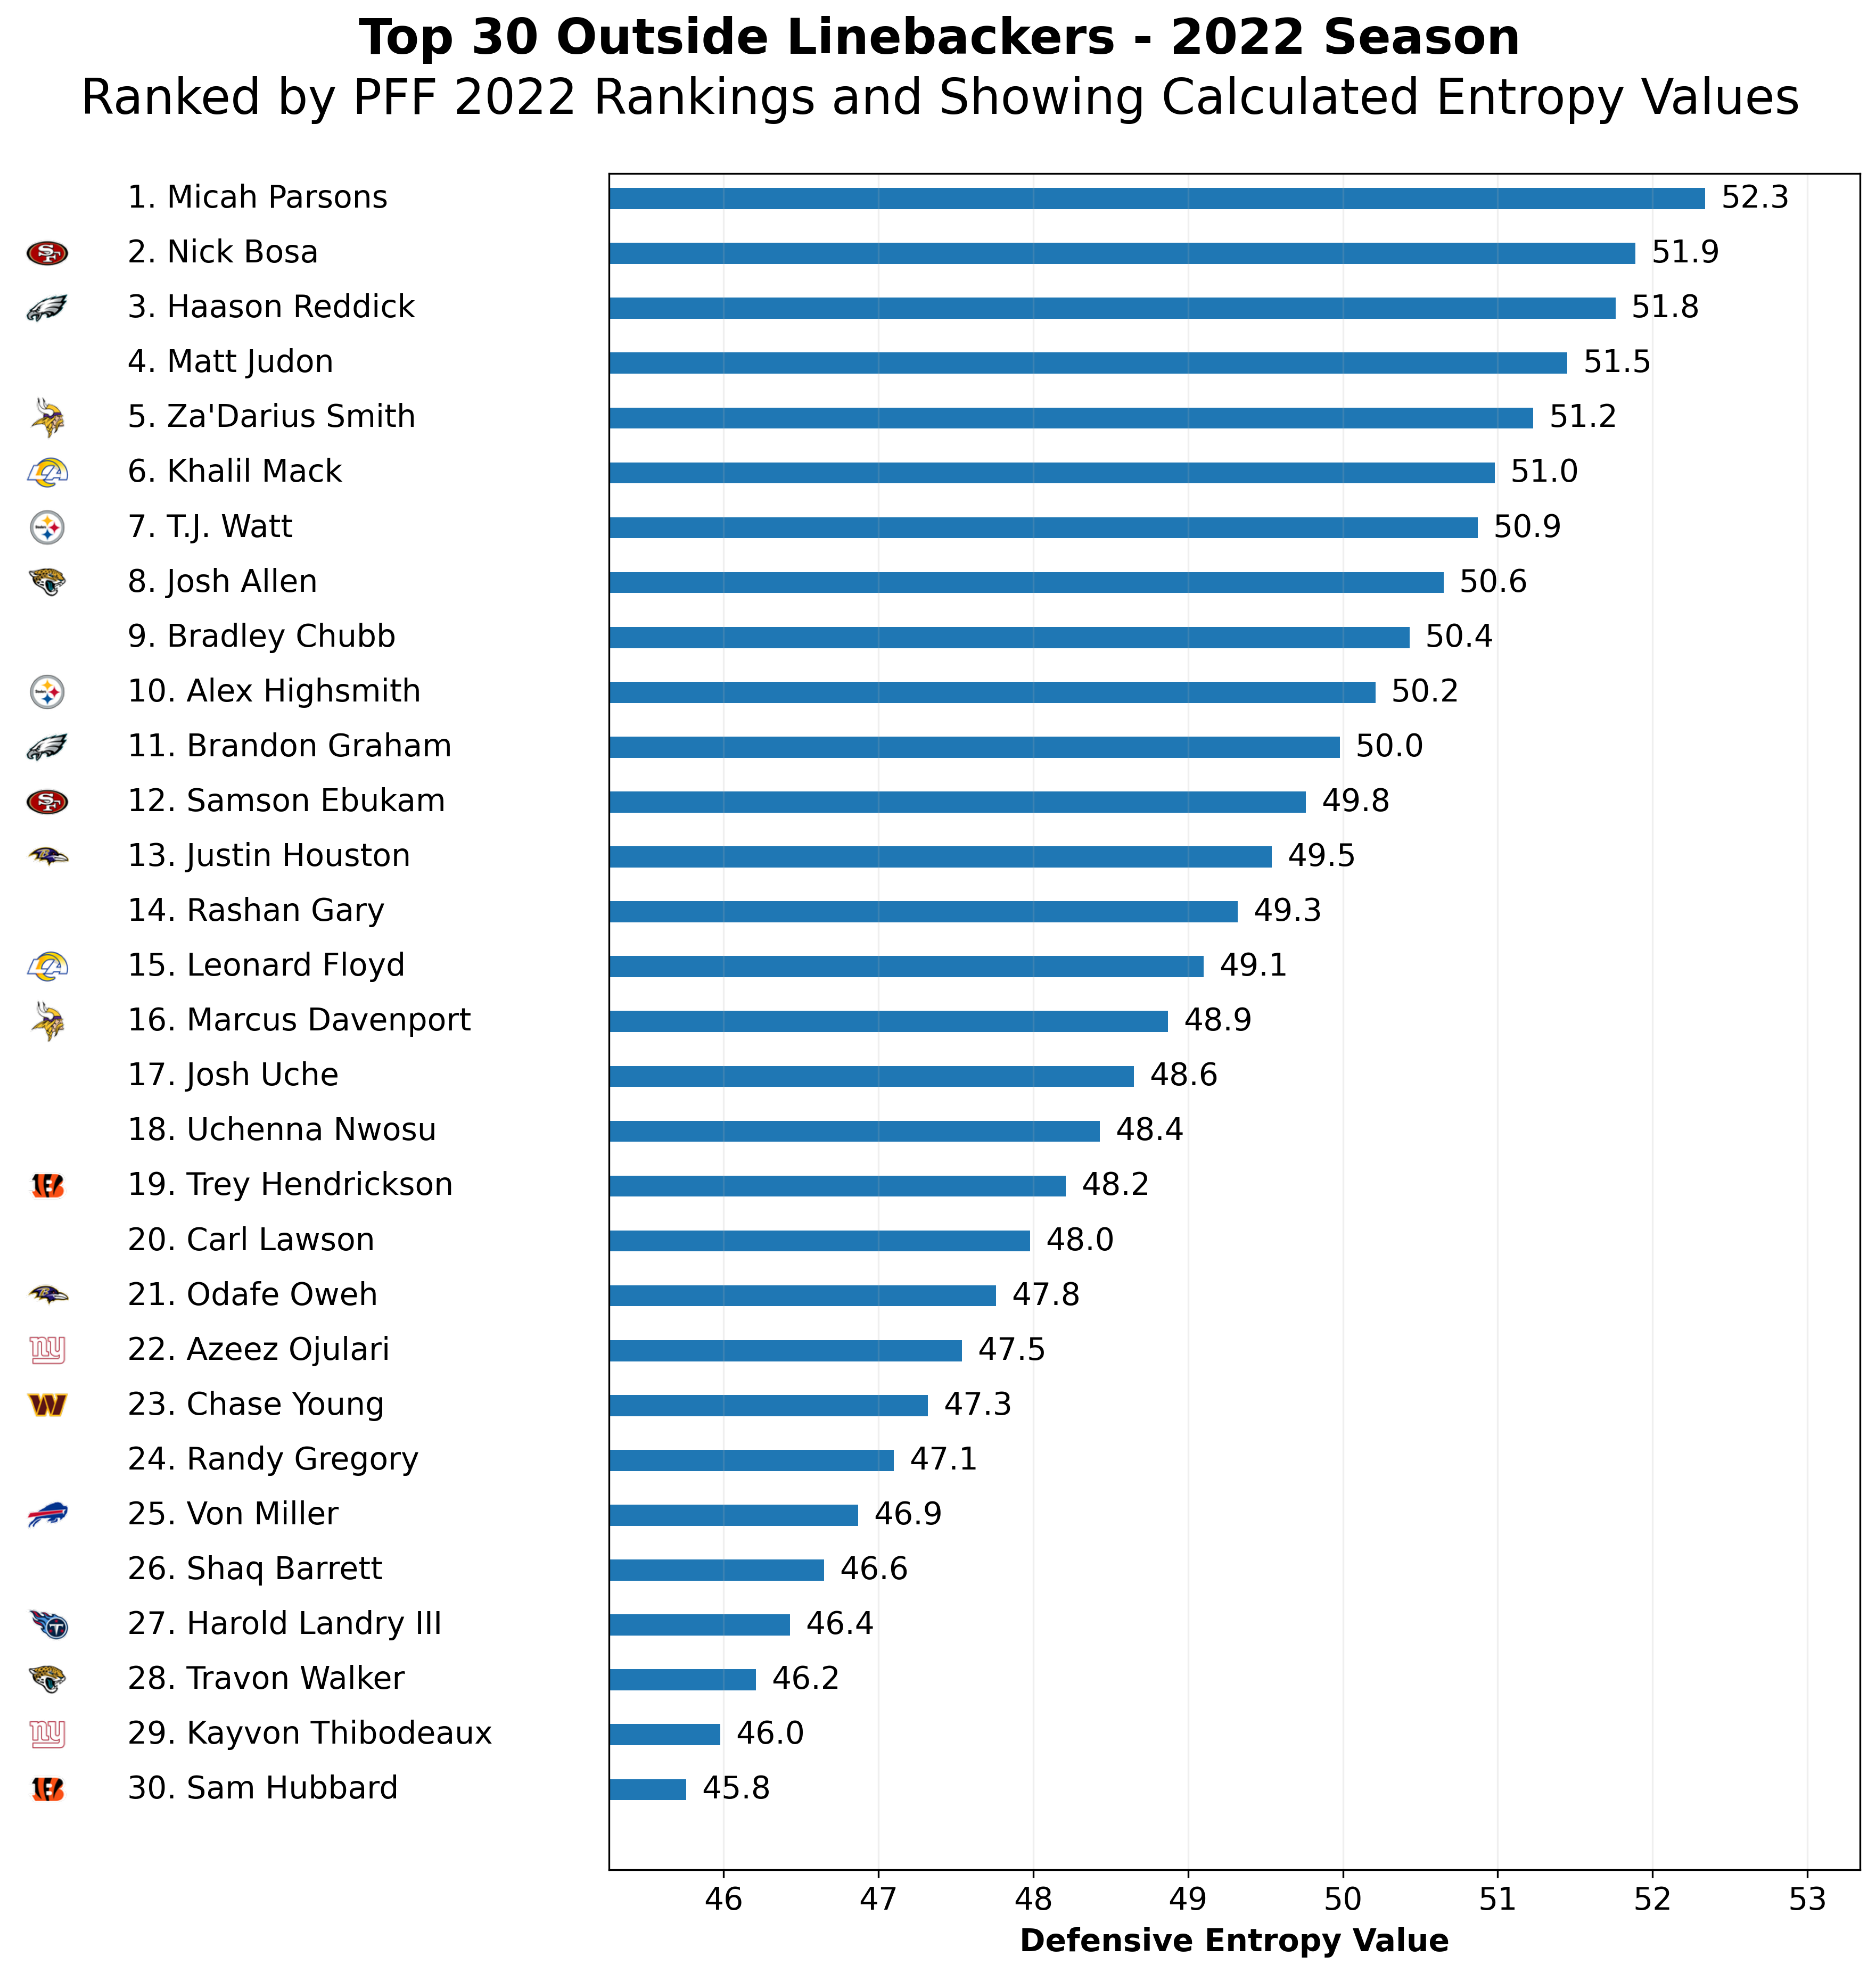 Top 30 Outside Linebackers - 2022 Season
Ranked by PFF 2022 Rankings and Showing Calculated Entropy Values
1. Micah Parsons 52.3
2. Nick Bosa 51.9
3. Haason Reddick 51.8
4. Matt Judon 51.5
5. Za'Darius Smith 51.2
6. Khalil Mack 51.0
7. T.J. Watt 50.9
8. Josh Allen 50.6
9. Bradley Chubb 50.4
10. Alex Highsmith 50.2
11. Brandon Graham 50.0
12. Samson Ebukam 49.8
13. Justin Houston 49.5
14. Rashan Gary 49.3
15. Leonard Floyd 49.1
16. Marcus Davenport 48.9
17. Josh Uche 48.6
18. Uchenna Nwosu 48.4
19. Trey Hendrickson 48.2
20. Carl Lawson 48.0
21. Odafe Oweh 47.8
22. Azeez Ojulari 47.5
23. Chase Young 47.3
24. Randy Gregory 47.1
25. Von Miller 46.9
26. Shaq Barrett 46.6
27. Harold Landry III 46.4
28. Travon Walker 46.2
29. Kayvon Thibodeaux 46.0
30. Sam Hubbard 45.8
46 47 48 49 50 51 52 53
Defensive Entropy Value